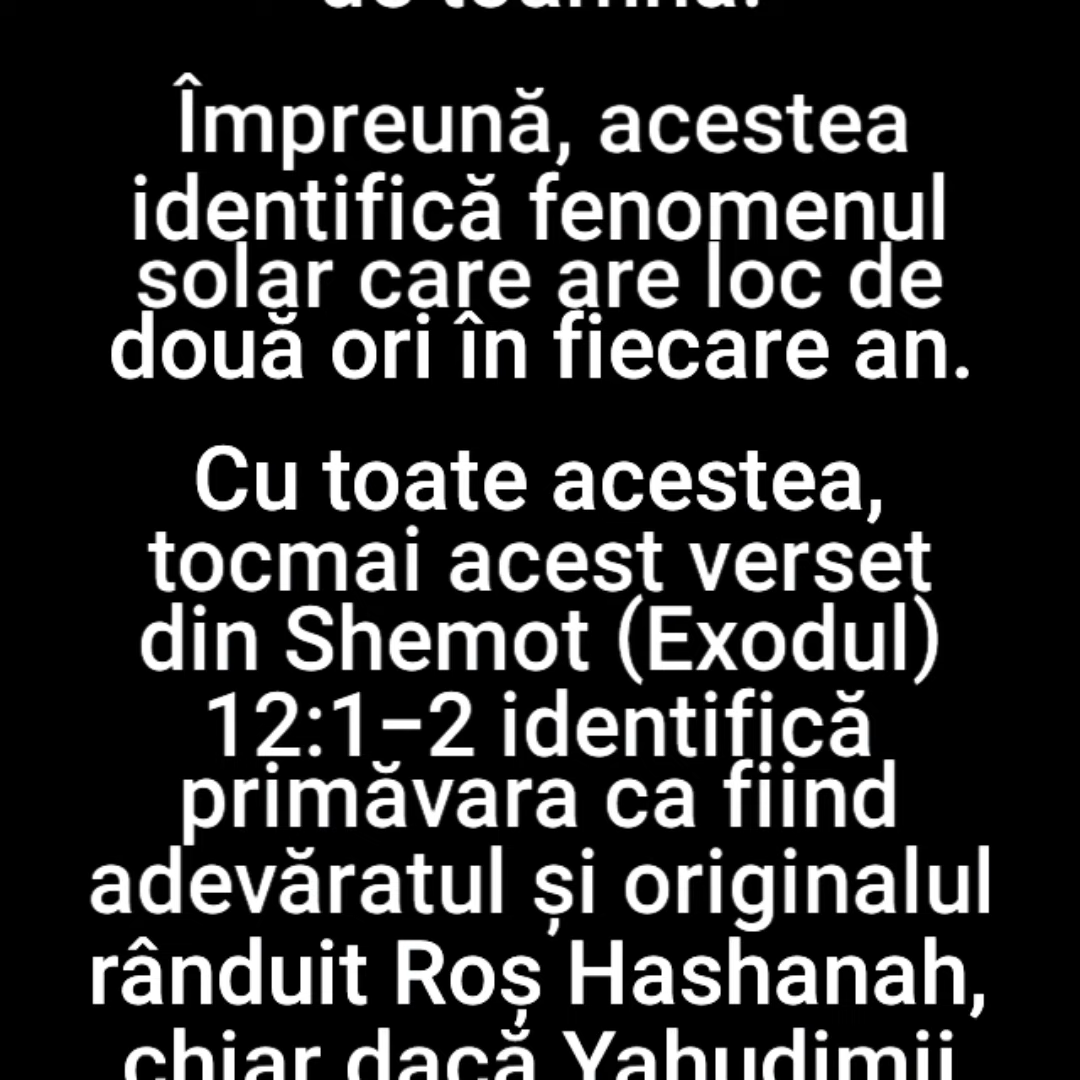 de toamnă.
Împreună, acestea
identifică fenomenul
solar care are loc de
două ori în fiecare an.
Cu toate acestea,
tocmai acest verset
din Shemot (Exodul)
12:1–2 identifică
primăvara ca fiind
adevăratul și originalul
rânduit Roș Hashanah,
chiar dacă Yahudimii